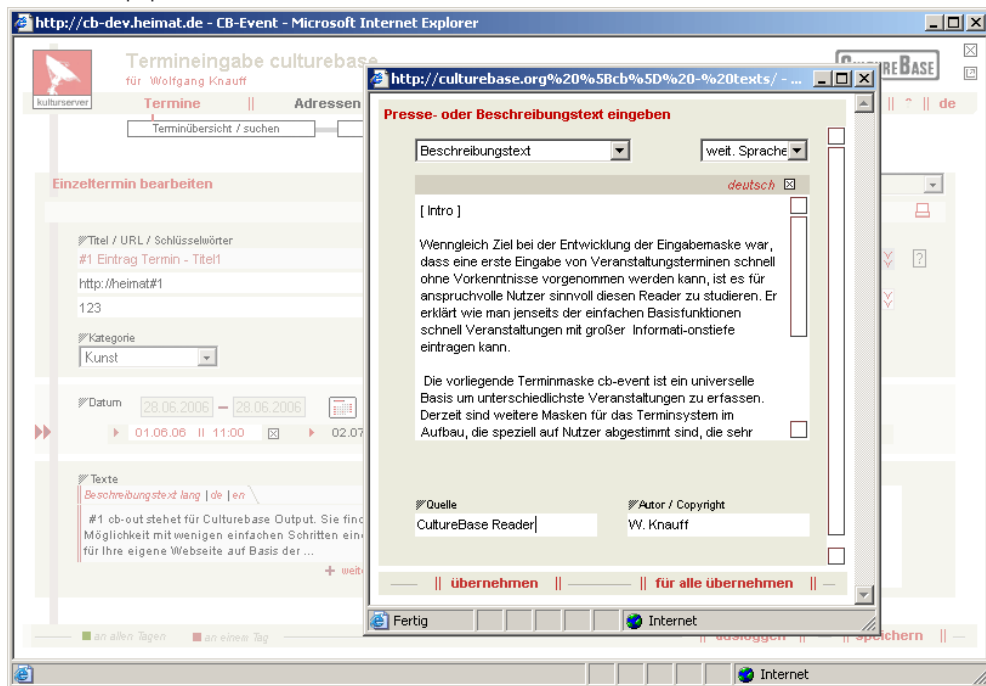 http://cb-dev.heimat.de - CB-Event - Microsoft Internet Explorer
Termineingabe culturebase
für Wolfgang Knauff
kulturserver
CULTUREBASE
Termine || Adressen
|| ^ || de
Terminübersicht / suchen
Einzeltermin bearbeiten
Titel / URL / Schlüsselwörter
#1 Eintrag Termin - Titel1
http://heimat#1
123
?
Kategorie
Kunst
Datum
28.06.2006 – 28.06.2006
01.06.06 || 11:00
02.07
Texte
Beschreibungstext lang | de | en \
#1 cb-out stehet für Culturebase Output. Sie find
Möglichkeit mit wenigen einfachen Schritten ein
für Ihre eigene Webseite auf Basis der ...
+ weit
an allen Tagen an einem Tag
|| ausloggen || — || speichern || —
Internet
http://culturebase.org%20%5Bcb%5D%20-%20texts/ - ...
Presse- oder Beschreibungstext eingeben
Beschreibungstext
weit. Sprache
deutsch
[ Intro ]
Wenngleich Ziel bei der Entwicklung der Eingabemaske war,
dass eine erste Eingabe von Veranstaltungsterminen schnell
ohne Vorkenntnisse vorgenommen werden kann, ist es für
anspruchvolle Nutzer sinnvoll diesen Reader zu studieren. Er
erklärt wie man jenseits der einfachen Basisfunktionen
schnell Veranstaltungen mit großer Informati-onstiefe
eintragen kann.
Die vorliegende Terminmaske cb-event ist ein universelle
Basis um unterschiedlichste Veranstaltungen zu erfassen.
Derzeit sind weitere Masken für das Terminsystem im
Aufbau, die speziell auf Nutzer abgestimmt sind, die sehr
Quelle
Autor / Copyright
CultureBase Reader
W. Knauff
|| übernehmen || —— || für alle übernehmen || —
Fertig
Internet